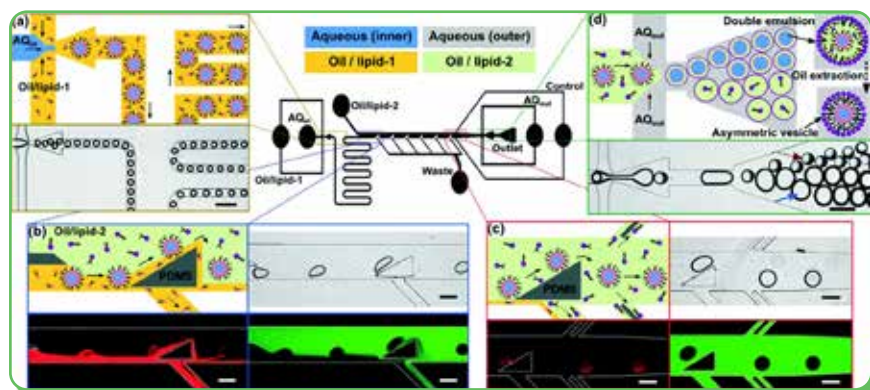 (a)
AQin
Oil/lipid-1
Aqueous (inner)
Aqueous (outer)
Oil / lipid-1
Oil / lipid-2
Oil/lipid-2
AQin
Oil/lipid-1
Control
AQout
Outlet
Waste
(d)
AQout
AQout
Double emulsion
Oil extraction
Asymmetric vesicle
(b)
Oil/lipid-2
PDMS
(c)
PDMS